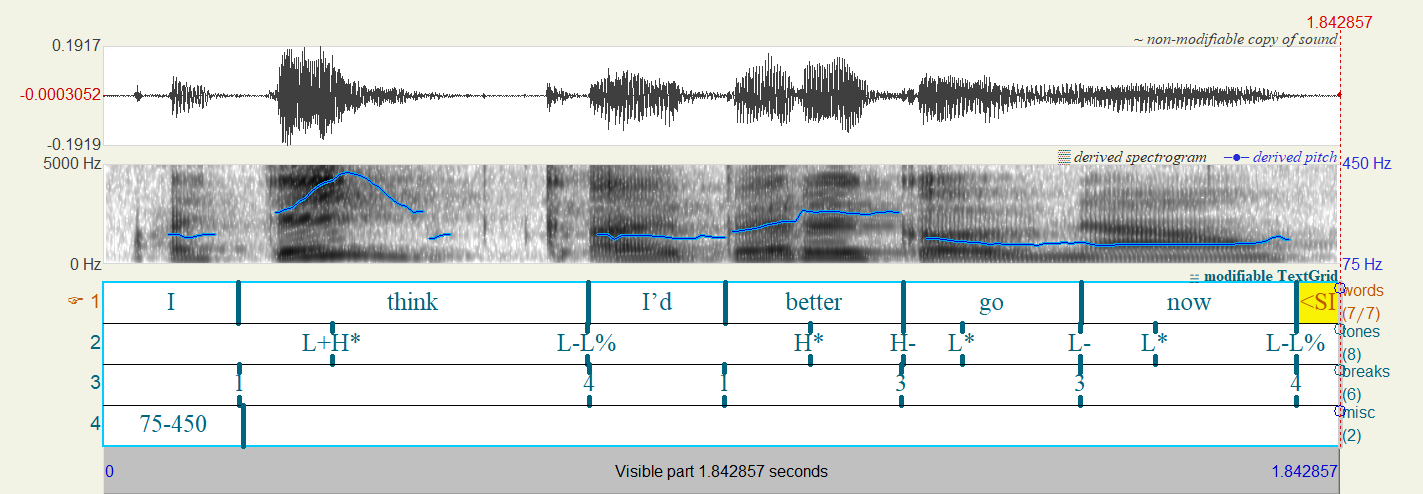 1.842857
~ non-modifiable copy of sound
0.1917
-0.0003052
-0.1919
5000 Hz
derived spectrogram derived pitch
450 Hz
0 Hz
75 Hz
modifiable TextGrid
1 I think I’d better go now <SI words
(7/7)
2 L+H* L-L% H* H- L* L- L* L-L% tones
(8)
3 1 4 1 3 3 4 breaks
(6)
4 75-450 misc
(2)
0 Visible part 1.842857 seconds 1.842857